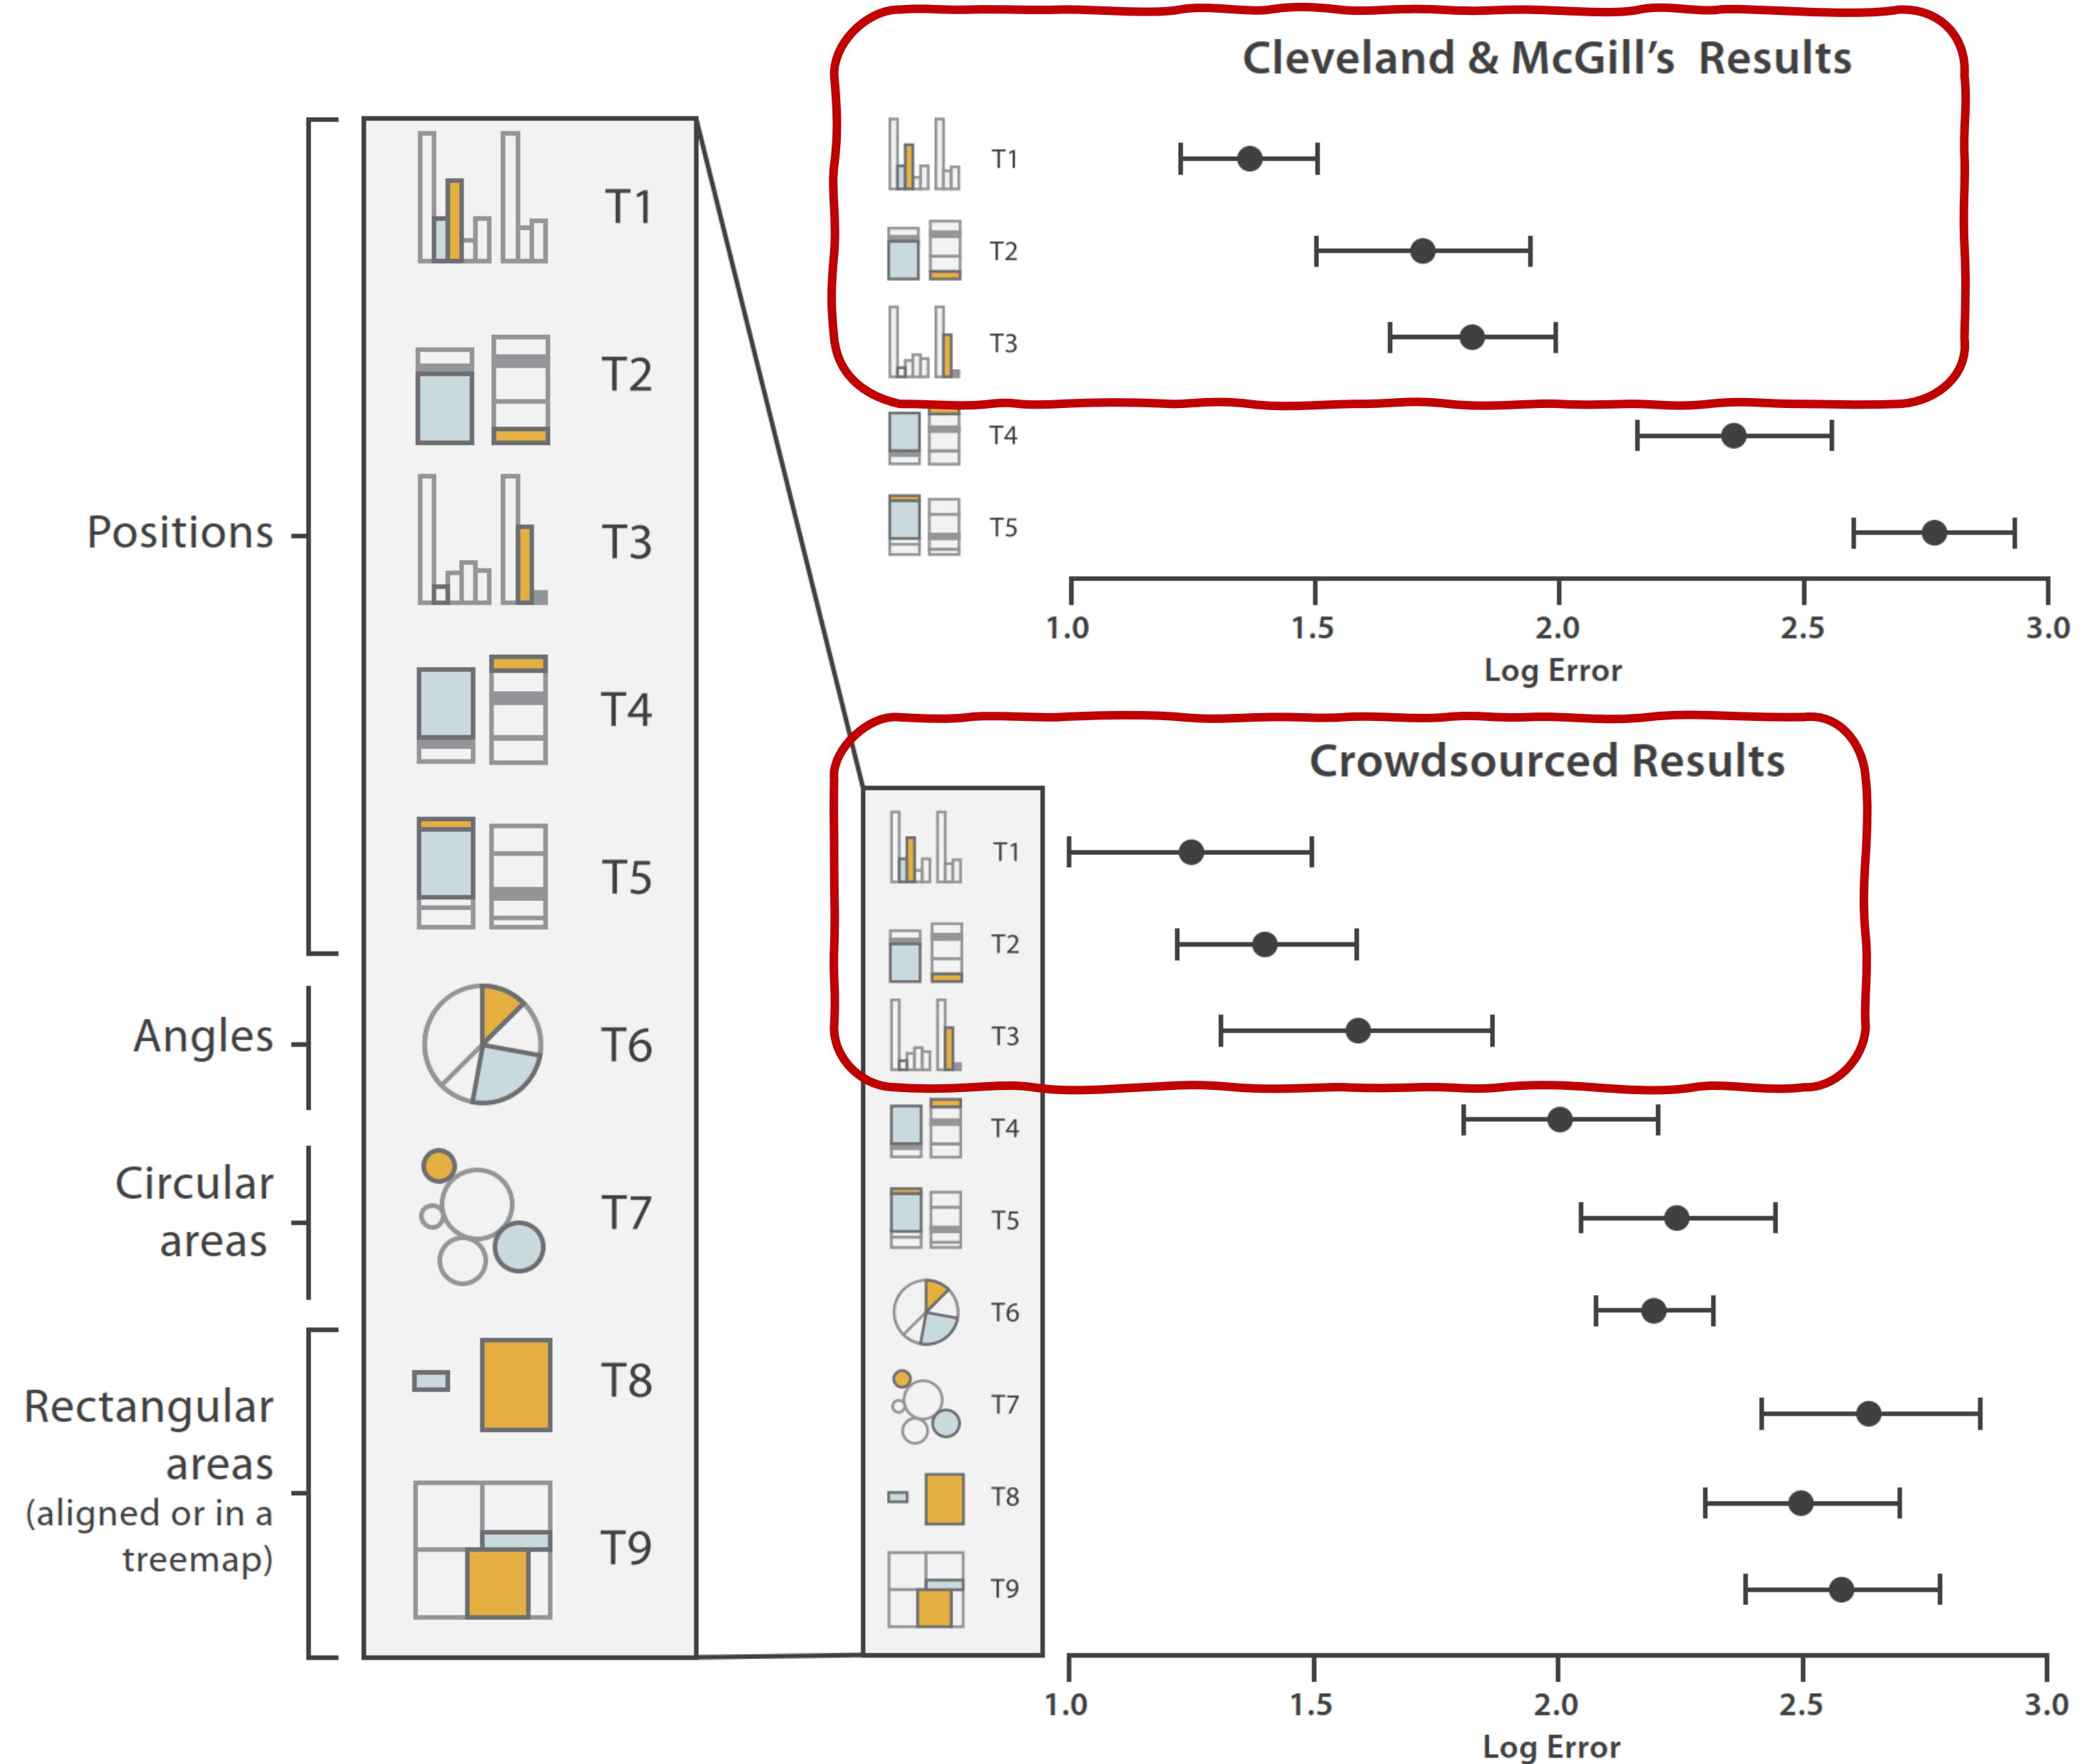 Positions
Angles
Circular
areas
Rectangular
areas
(aligned or in a
treemap)
T1
T2
T3
T4
T5
T6
T7
T8
T9
Cleveland & McGill's Results
T1
T2
T3
T4
T5
1.0 1.5 2.0 2.5 3.0
Log Error
Crowdsourced Results
T1
T2
T3
T4
T5
T6
T7
T8
T9
1.0 1.5 2.0 2.5 3.0
Log Error